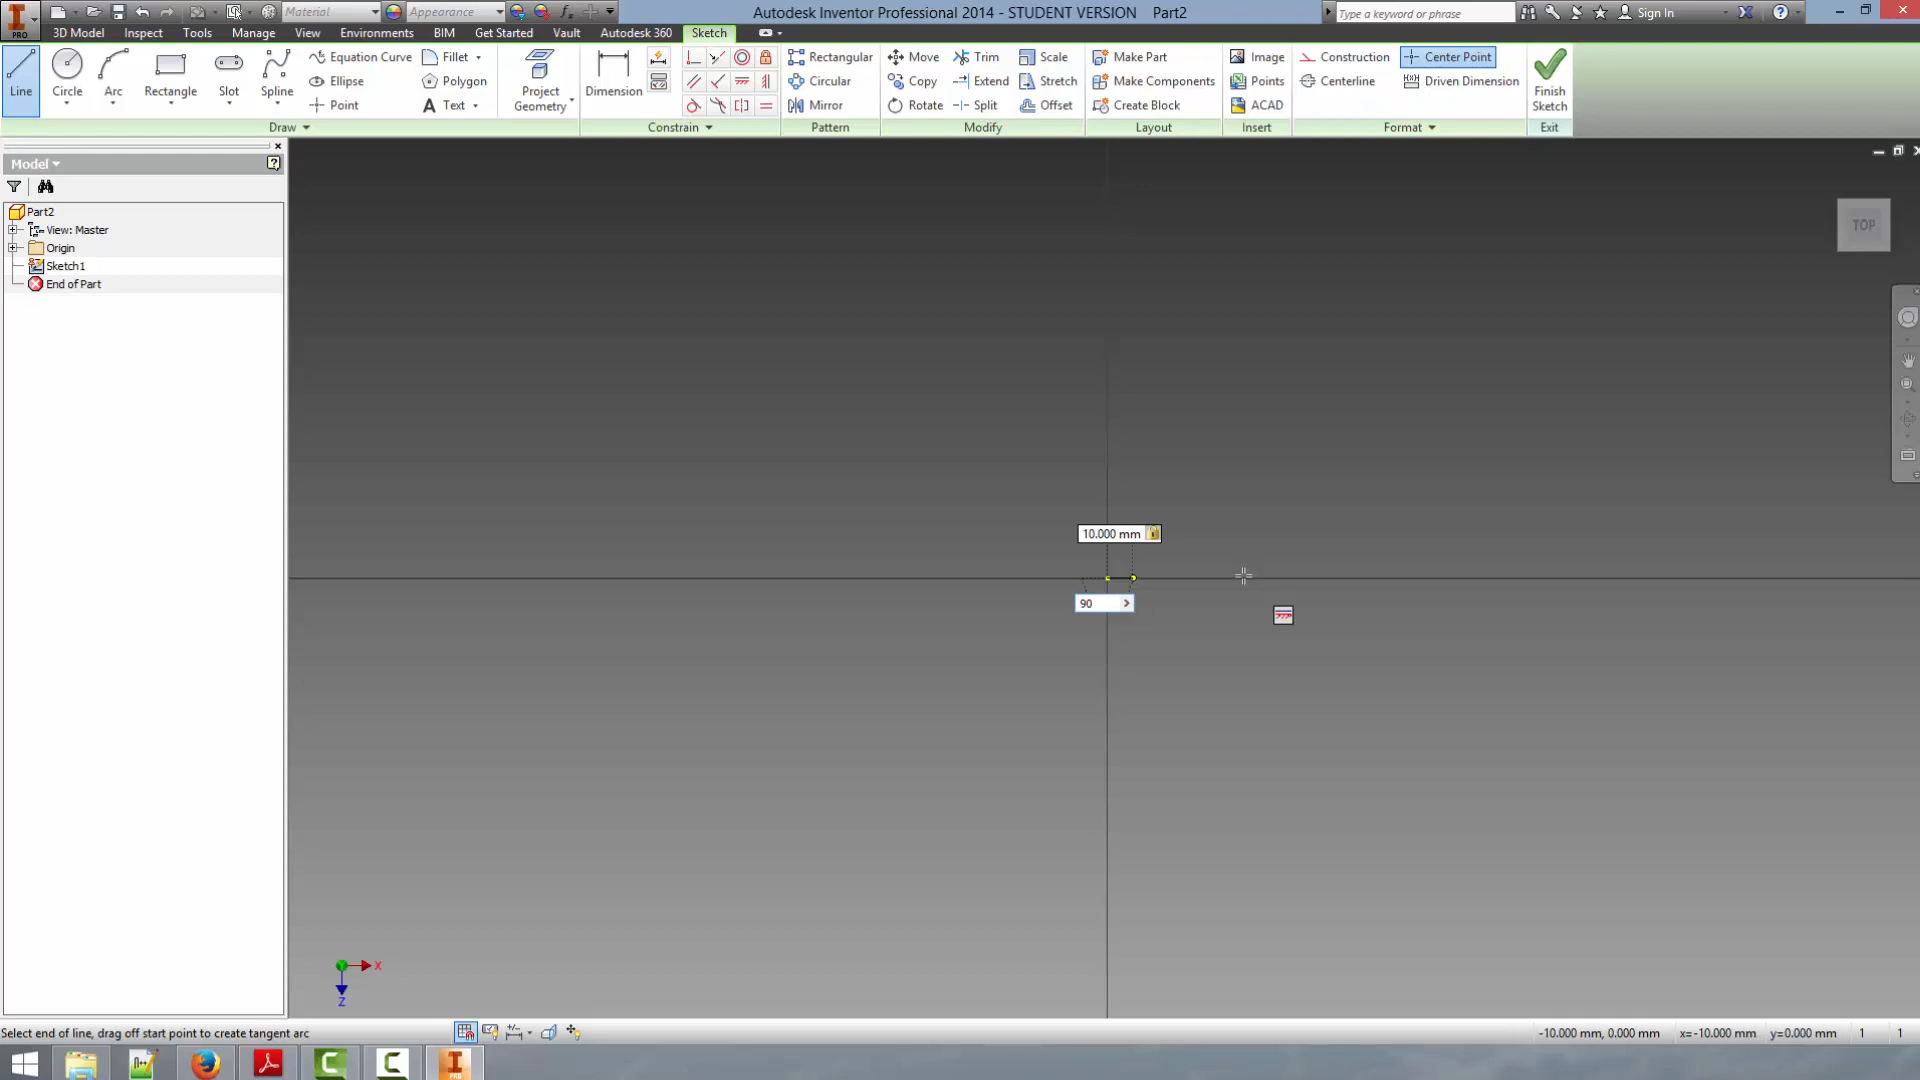 Material
Appearance
Autodesk Inventor Professional 2014 - STUDENT VERSION Part2
Type a keyword or phrase
Sign In
PRO
3D Model Inspect Tools Manage View Environments BIM Get Started Vault Autodesk 360 Sketch
Line
Circle
Arc
Rectangle
Slot
Spline
Equation Curve
Ellipse
Point
Fillet
Polygon
Text
Project Geometry
Dimension
Rectangular
Circular
Mirror
Move
Copy
Rotate
Trim
Extend
Split
Scale
Stretch
Offset
Make Part
Make Components
Create Block
Image
Points
ACAD
Construction
Centerline
Center Point
Driven Dimension
Finish Sketch
Draw Constrain Pattern Modify Layout Insert Format Exit
Model
Part2
View: Master
Origin
Sketch1
End of Part
TOP
10.000 mm
90
X
Z
Select end of line, drag off start point to create tangent arc
-10.000 mm, 0.000 mm x=-10.000 mm y=0.000 mm 1 1
PRO